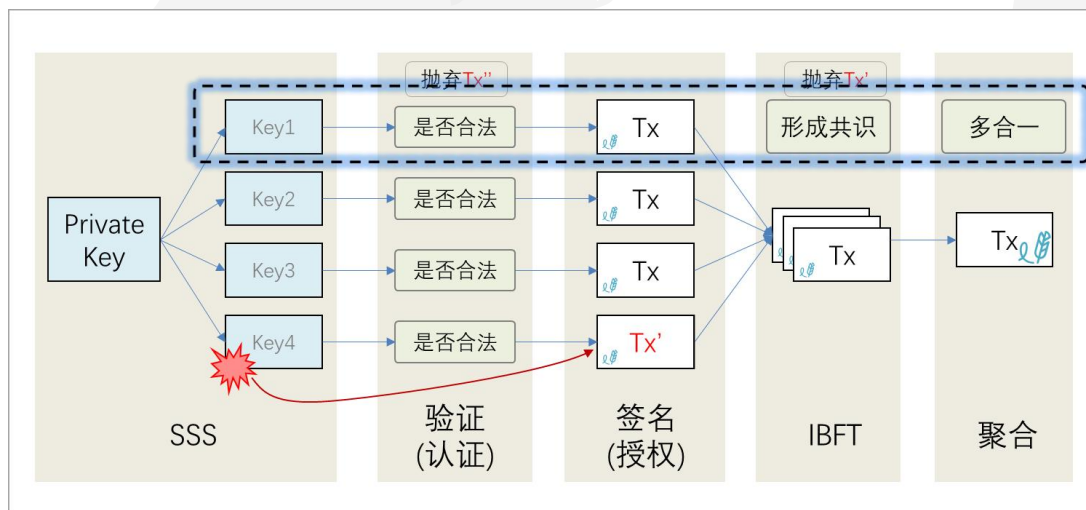 抛弃Tx''
抛弃Tx'
Key1
是否合法
Tx
形成共识
多合一
Private
Key
Key2
是否合法
Tx
Tx
Tx
Key3
是否合法
Tx
Key4
是否合法
Tx'
SSS
验证
(认证)
签名
(授权)
IBFT
聚合